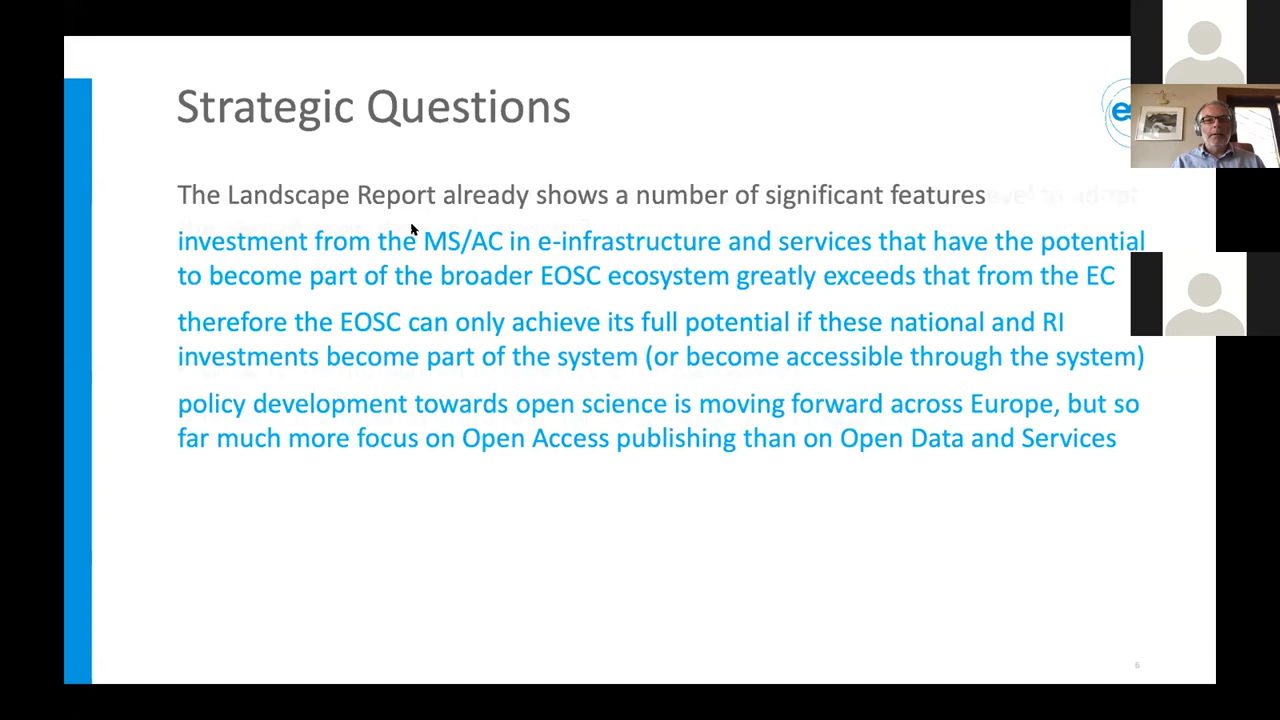 Strategic Questions
The Landscape Report already shows a number of significant features
investment from the MS/AC in e-infrastructure and services that have the potential
to become part of the broader EOSC ecosystem greatly exceeds that from the EC
therefore the EOSC can only achieve its full potential if these national and RI
investments become part of the system (or become accessible through the system)
policy development towards open science is moving forward across Europe, but so
far much more focus on Open Access publishing than on Open Data and Services
6